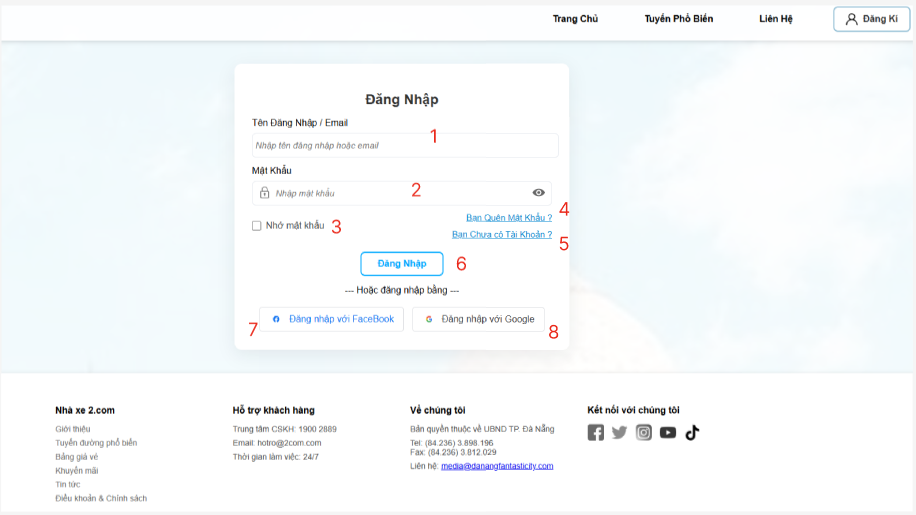 Trang Chủ Tuyến Phổ Biến Liên Hệ Đăng Kí
Đăng Nhập
Tên Đăng Nhập / Email
1
Nhập tên đăng nhập hoặc email
Mật Khẩu
Nhập mật khẩu 2
Bạn Quên Mật Khẩu ? 4
Nhớ mật khẩu 3
Bạn Chưa có Tài Khoản ? 5
Đăng Nhập 6
--- Hoặc đăng nhập bằng ---
7 Đăng nhập với FaceBook Đăng nhập với Google 8
Nhà xe 2.com
Giới thiệu
Tuyến đường phổ biến
Bảng giá vé
Khuyến mãi
Tin tức
Điều khoản & Chính sách
Hỗ trợ khách hàng
Trung tâm CSKH: 1900 2889
Email: hotro@2com.com
Thời gian làm việc: 24/7
Về chúng tôi
Bản quyền thuộc về UBND TP. Đà Nẵng
Tel: (84.236) 3.898.196
Fax: (84.236) 3.812.029
Liên hệ: media@danangfantasticity.com
Kết nối với chúng tôi